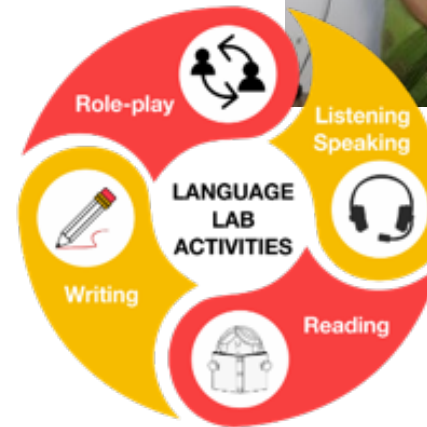 Role-play
Listening
Speaking
LANGUAGE
LAB
ACTIVITIES
Writing
Reading